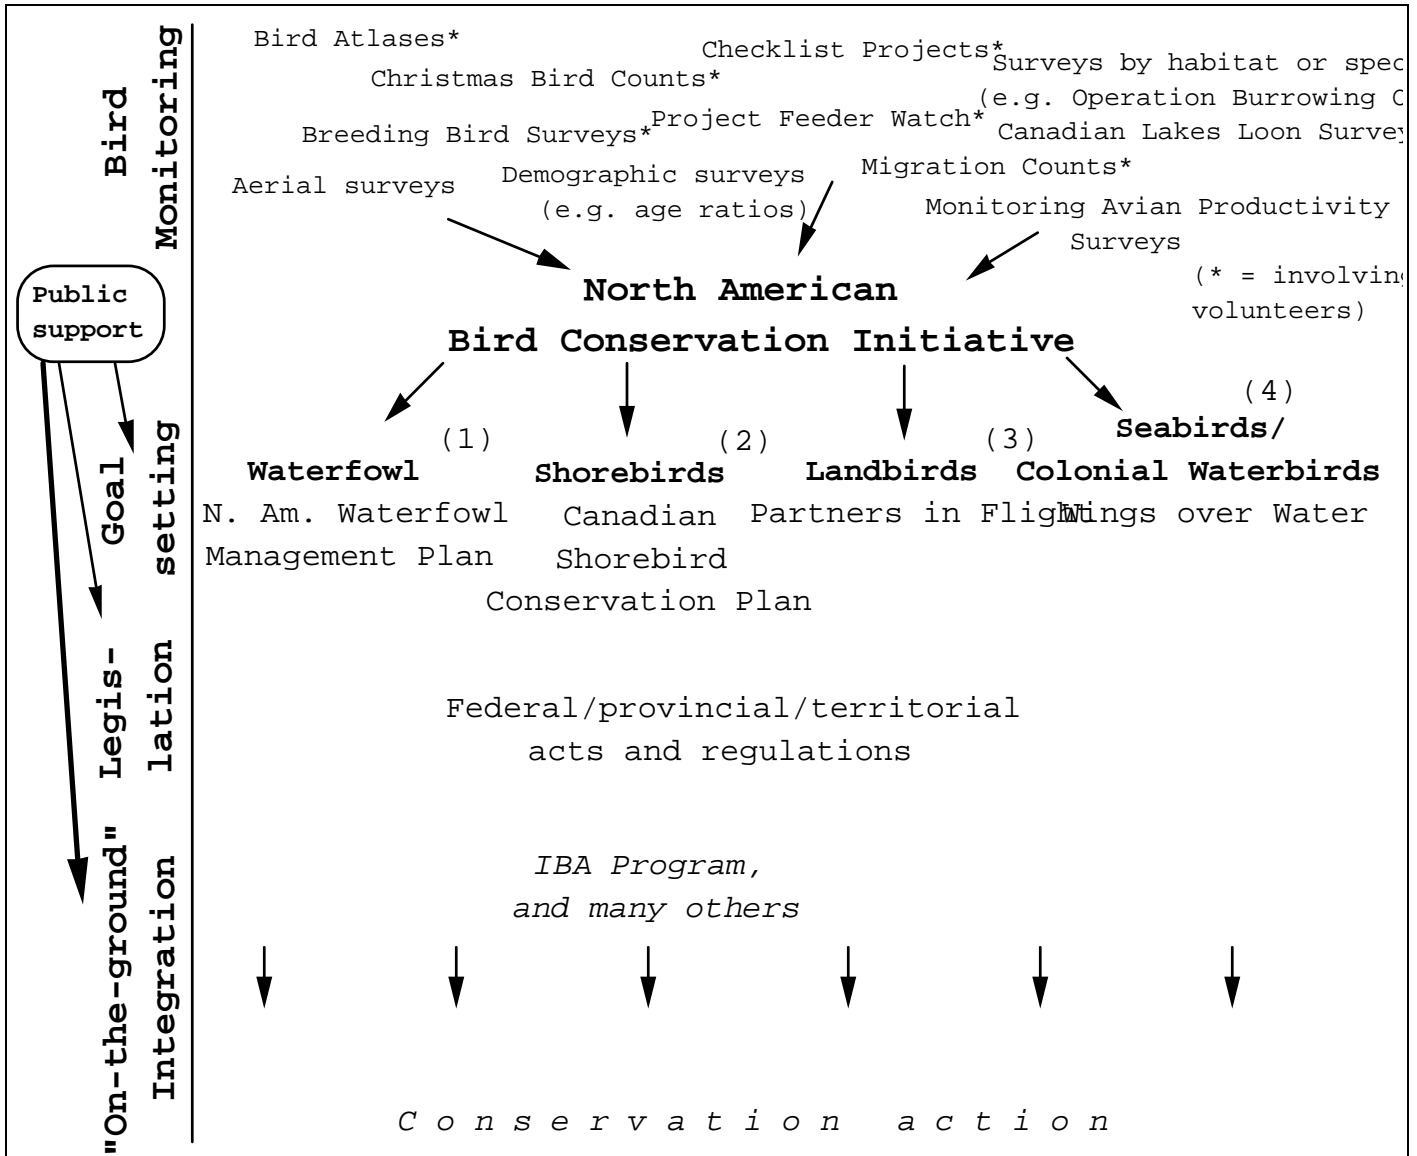 Bird
Monitoring
Bird Atlases*
Checklist Projects*
Surveys by habitat or spec
Christmas Bird Counts*
(e.g. Operation Burrowing O
Breeding Bird Surveys*
Project Feeder Watch*
Canadian Lakes Loon Survey
Aerial surveys
Demographic surveys
(e.g. age ratios)
Migration Counts*
Monitoring Avian Productivity
Surveys
(* = involving
volunteers)
Public
support
North American
Bird Conservation Initiative
Goal
setting
(1)
Waterfowl
N. Am. Waterfowl
Management Plan
(2)
Shorebirds
Canadian
Shorebird
Conservation Plan
(3)
Landbirds
Partners in Flight
(4)
Seabirds/
Colonial Waterbirds
Wings over Water
Legis-
lation
Federal/provincial/territorial
acts and regulations
"On-the-ground"
Integration
IBA Program,
and many others
Conservation action